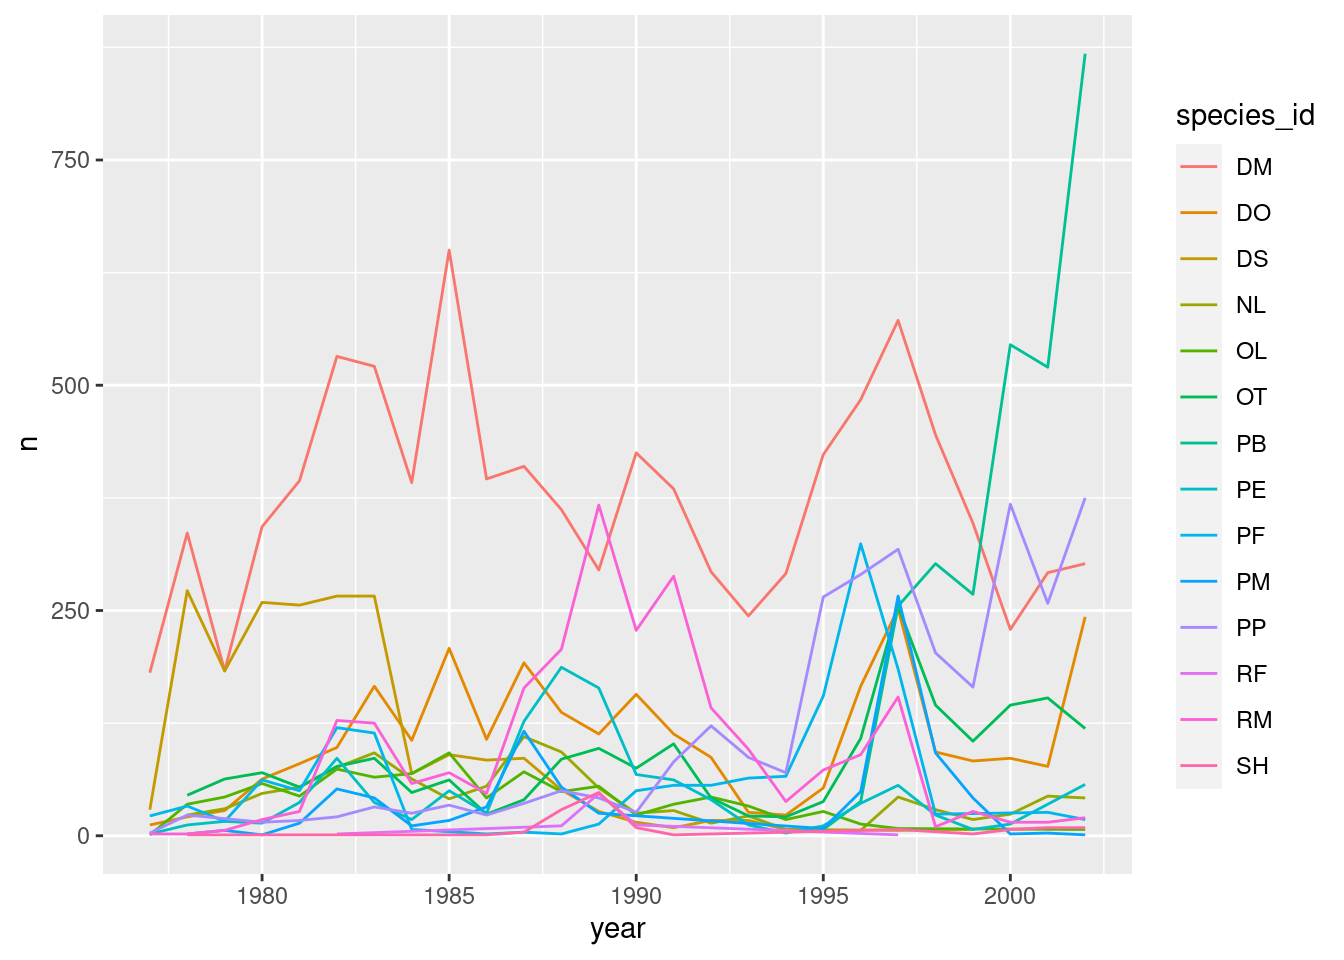 750
500
250
0
n
1980
1985
1990
1995
2000
year
species_id
DM
DO
DS
NL
OL
OT
PB
PE
PF
PM
PP
RF
RM
SH